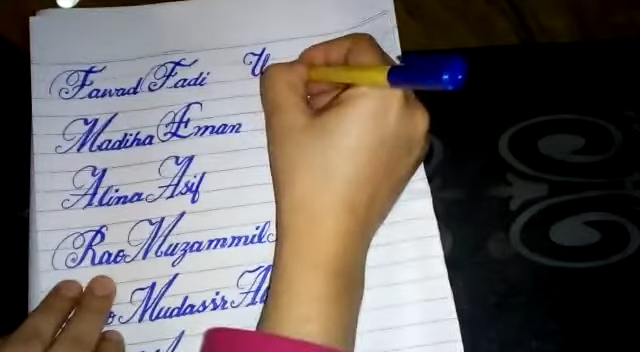 Fawad Fadi
Madiha Eman
Alina Asif
Rao Muzammil
Mudassir